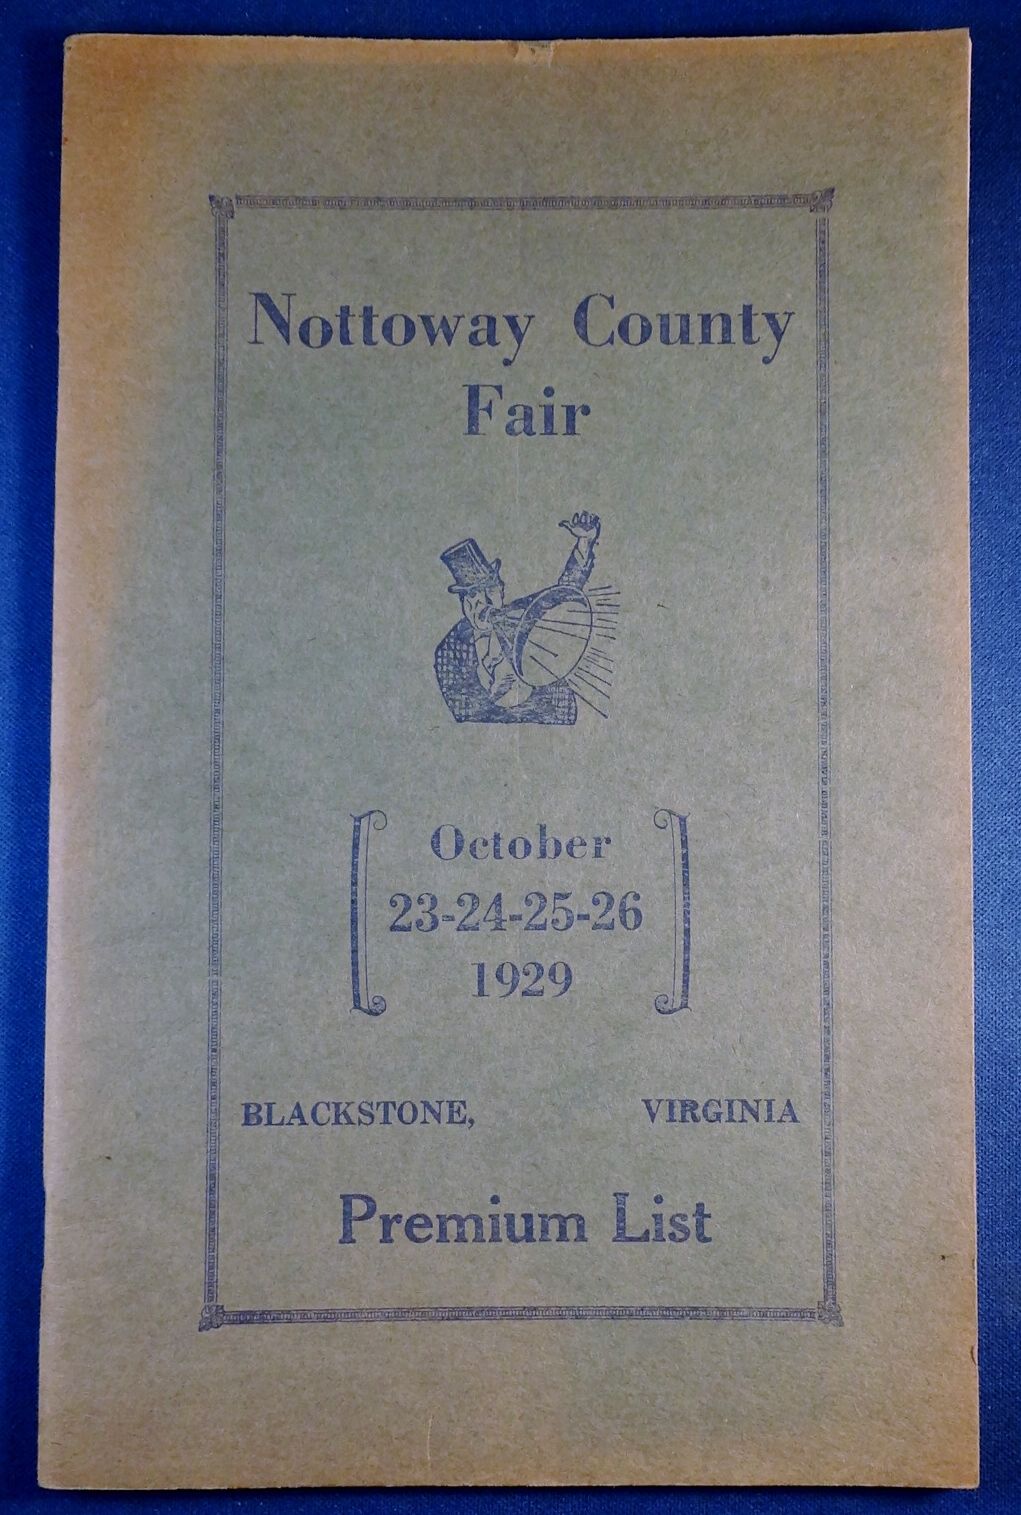 Nottoway County
Fair
October
23-24-25-26
1929
BLACKSTONE, VIRGINIA
Premium List